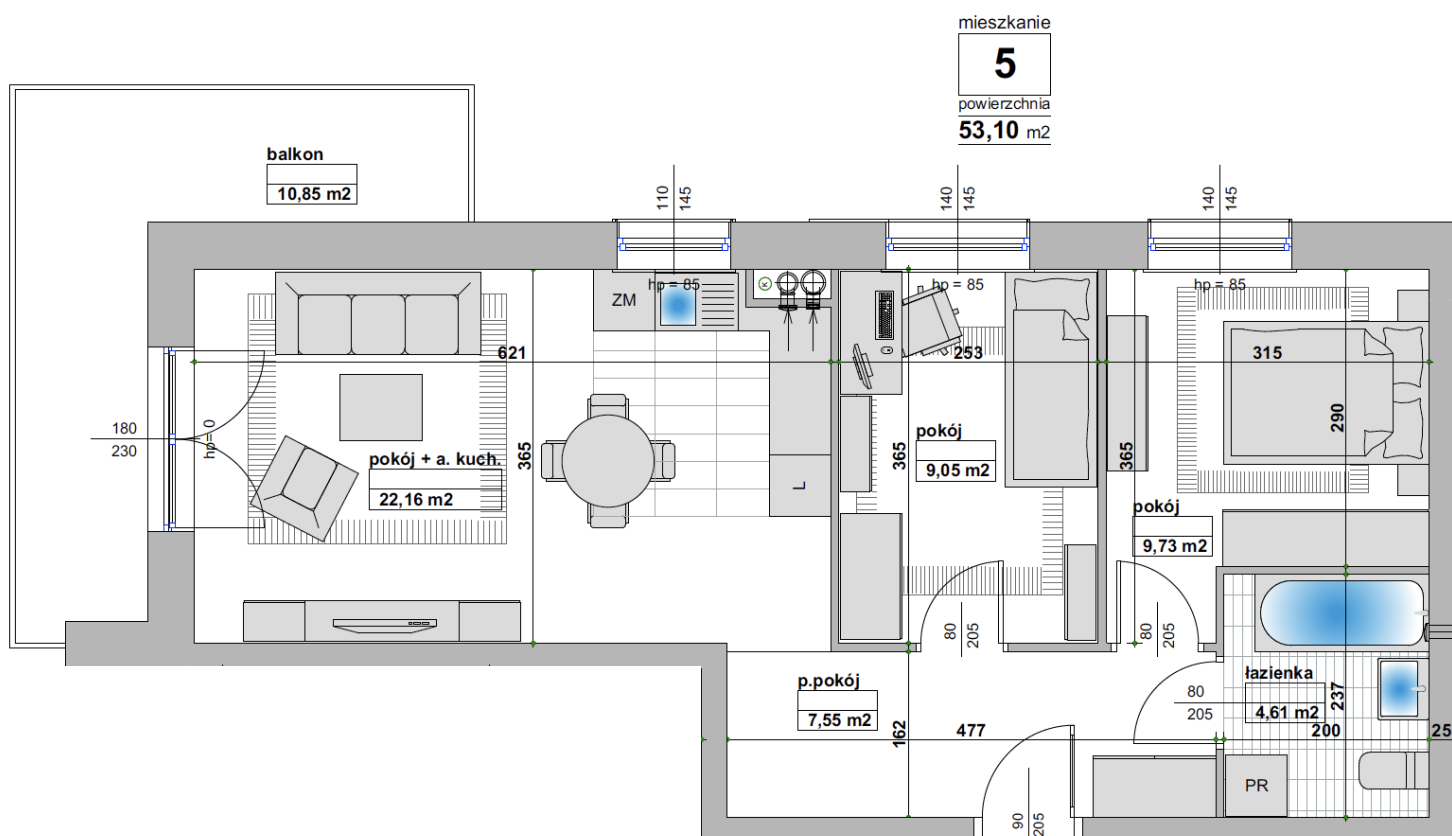 mieszkanie
5
powierzchnia
53,10 m2
balkon
10,85 m2
110
145
140
145
140
145
hp = 85
hp = 85
hp = 85
ZM
K
621
253
315
180
230
hp= 0
365
365
365
290
pokój + a. kuch.
22,16 m2
L
pokój
9,05 m2
pokój
9,73 m2
80
205
80
205
p.pokój
7,55 m2
80
205
łazienka
4,61 m2
237
162
477
200
25
PR
90
205